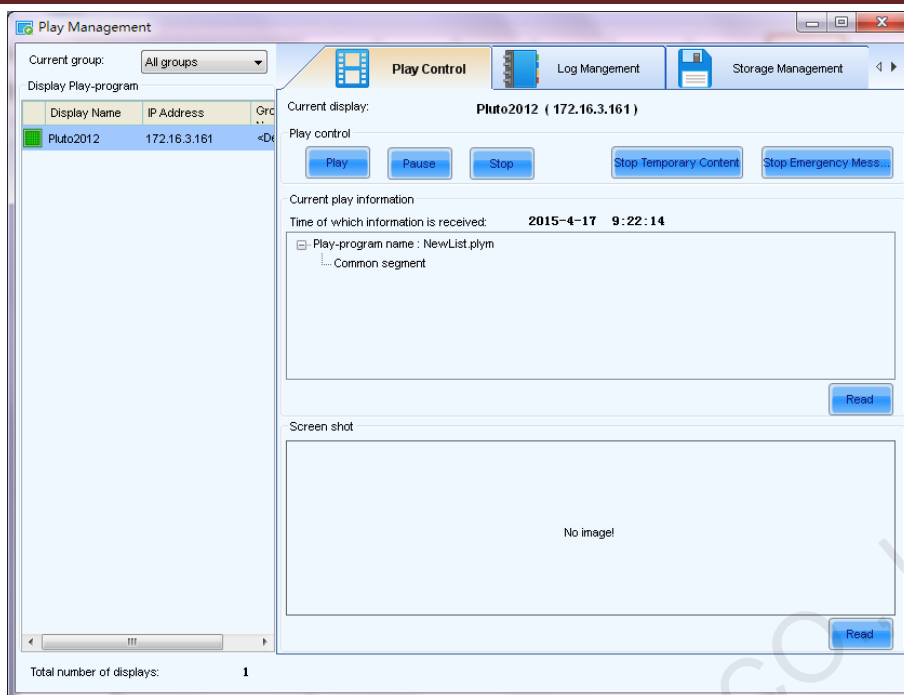 Play Management
Current group: All groups
Display Play-program
Display Name IP Address Grc
Pluto2012 172.16.3.161 <De
Total number of displays: 1
Play Control Log Mangement Storage Management
Current display: Pluto2012 ( 172.16.3.161 )
Play control
Play Pause Stop Stop Temporary Content Stop Emergency Mess...
Current play information
Time of which information is received: 2015-4-17 9:22:14
Play-program name : NewList.plym
Common segment
Read
Screen shot
No image!
Read
CO.,